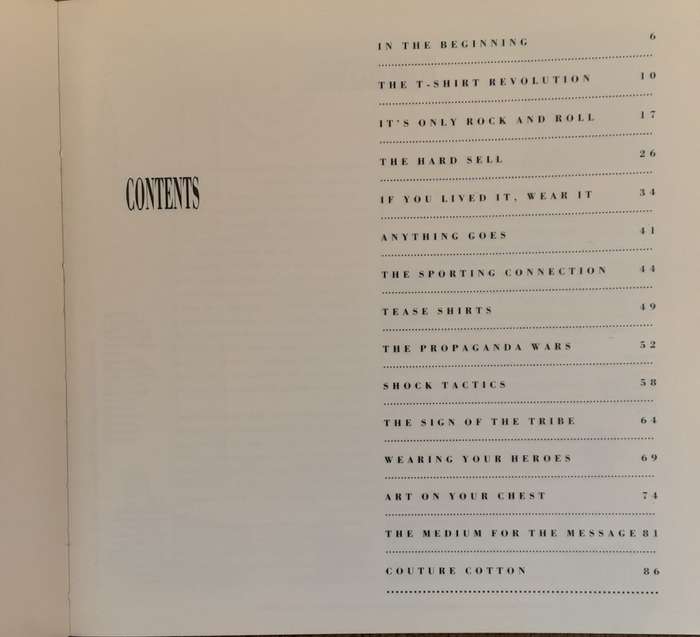 CONTENTS
IN THE BEGINNING 6
THE T-SHIRT REVOLUTION 10
IT'S ONLY ROCK AND ROLL 17
THE HARD SELL 26
IF YOU LIVED IT, WEAR IT 34
ANYTHING GOES 41
THE SPORTING CONNECTION 44
TEASE SHIRTS 49
THE PROPAGANDA WARS 52
SHOCK TACTICS 58
THE SIGN OF THE TRIBE 64
WEARING YOUR HEROES 69
ART ON YOUR CHEST 74
THE MEDIUM FOR THE MESSAGE 81
COUTURE COTTON 86